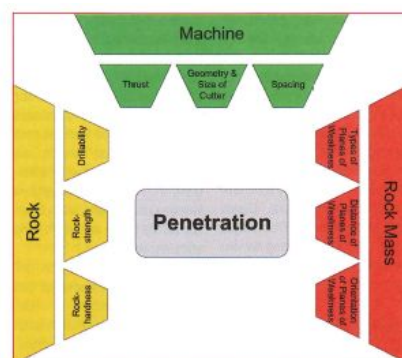 Machine
Thrust
Geometry &
Size of
Cutter
Spacing
Rock
Drillability
Rock-
strength
Rock-
hardness
Penetration
Types of
Planes of
Weakness
Distance of
Planes of
Weakness
Orientation
of Planes of
Weakness
Rock Mass